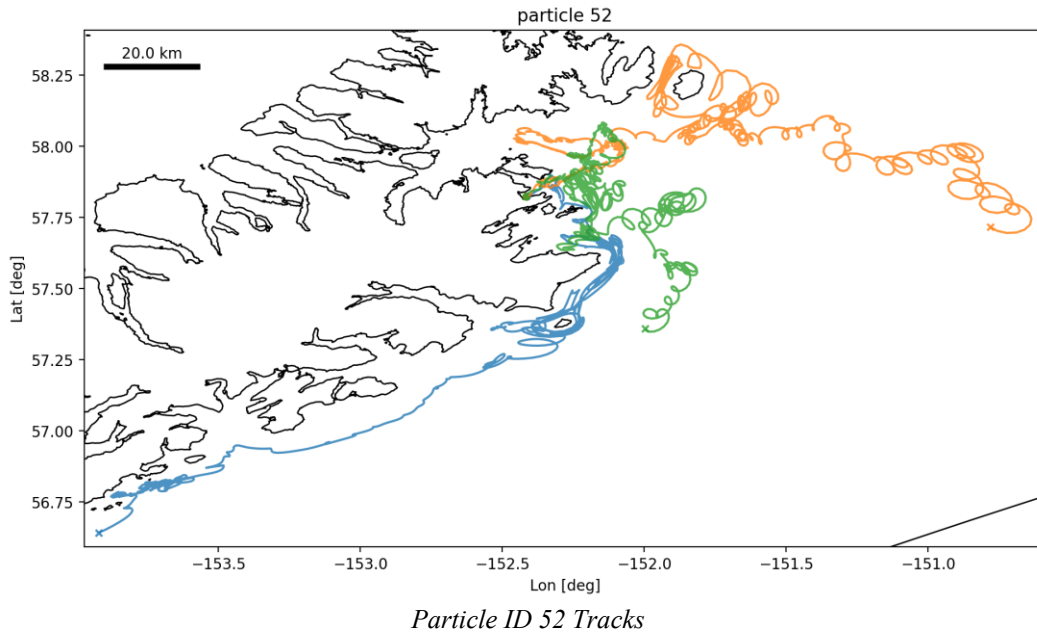 particle 52
20.0 km
58.25
58.00
57.75
57.50
57.25
57.00
56.75
Lat [deg]
−153.5
−153.0
−152.5
−152.0
−151.5
−151.0
Lon [deg]
Particle ID 52 Tracks